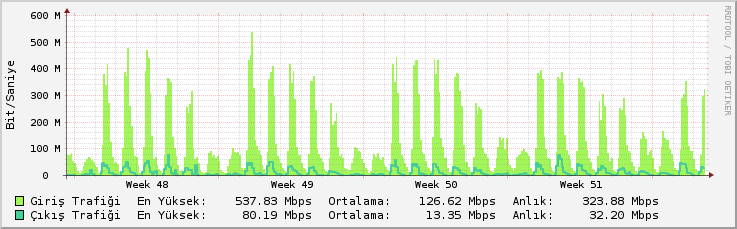 600 M
500 M
400 M
300 M
200 M
100 M
0
Bit/Saniye
RRDTOOL / TOBI OETIKER
Week 48 Week 49 Week 50 Week 51
Giriş Trafiği En Yüksek: 537.83 Mbps Ortalama: 126.62 Mbps Anlık: 323.88 Mbps
Çıkış Trafiği En Yüksek: 80.19 Mbps Ortalama: 13.35 Mbps Anlık: 32.20 Mbps